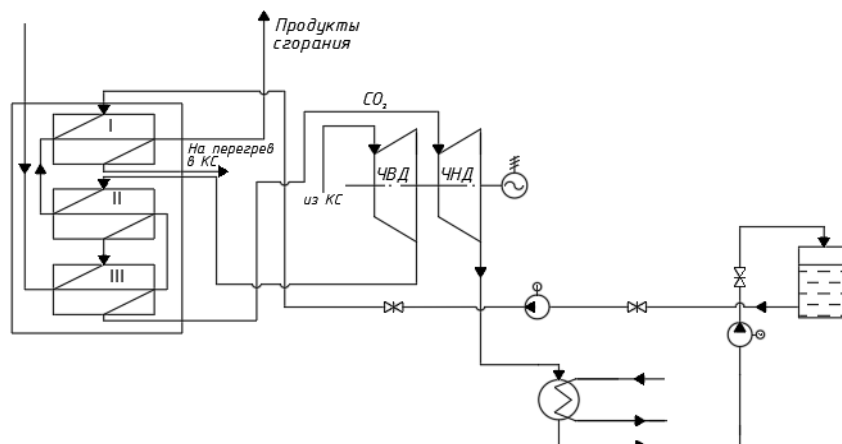 Продукты
сгорания
CO₂
I
На перегрев
в КС
ЧВД
ЧНД
II
из КС
III